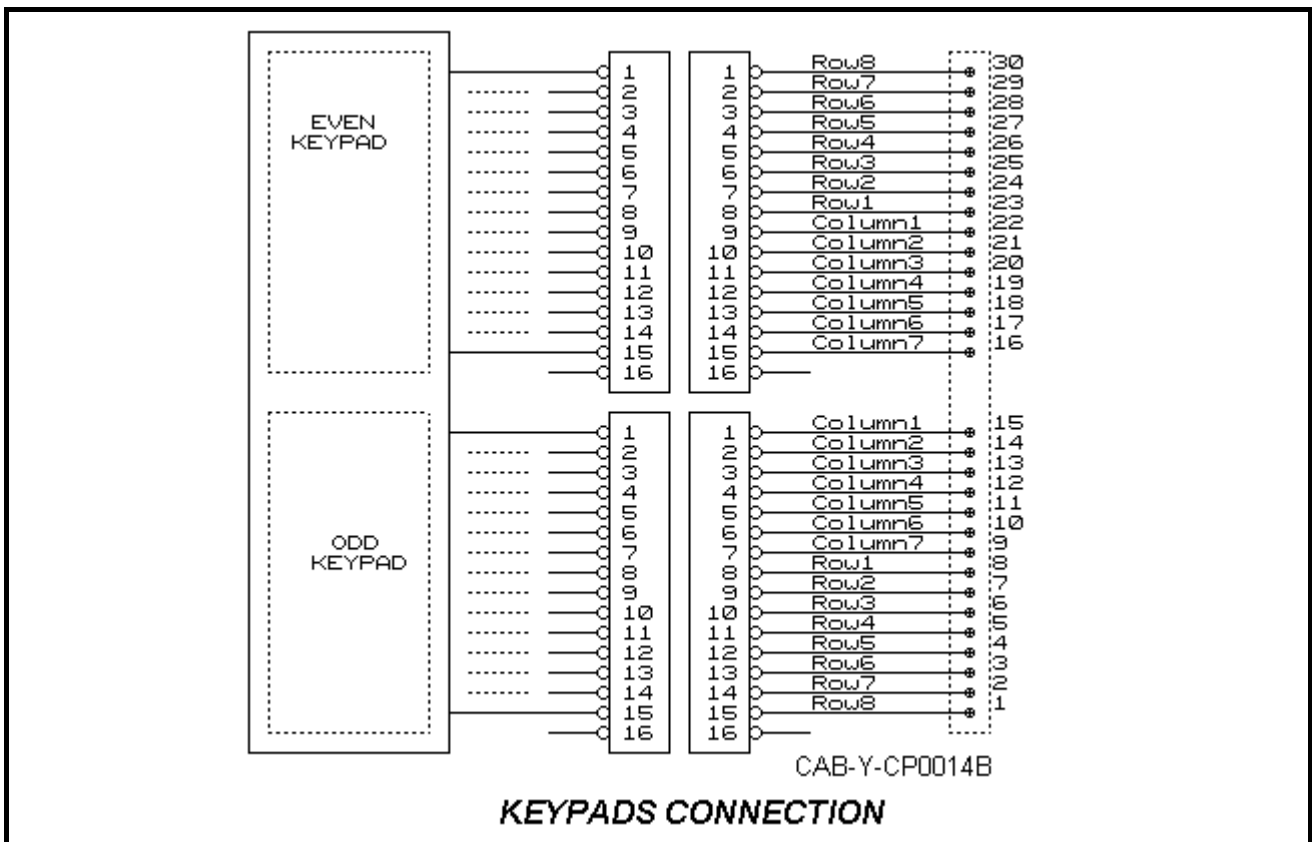 EVEN
KEYPAD
1 1 Row8 30
2 2 Row7 29
3 3 Row6 28
4 4 Row5 27
5 5 Row4 26
6 6 Row3 25
7 7 Row2 24
8 8 Row1 23
9 9 Column1 22
10 10 Column2 21
11 11 Column3 20
12 12 Column4 19
13 13 Column5 18
14 14 Column6 17
15 15 Column7 16
16 16
ODD
KEYPAD
1 1 Column1 15
2 2 Column2 14
3 3 Column3 13
4 4 Column4 12
5 5 Column5 11
6 6 Column6 10
7 7 Column7 9
8 8 Row1 8
9 9 Row2 7
10 10 Row3 6
11 11 Row4 5
12 12 Row5 4
13 13 Row6 3
14 14 Row7 2
15 15 Row8 1
16 16
CAB-Y-CP0014B
KEYPADS CONNECTION